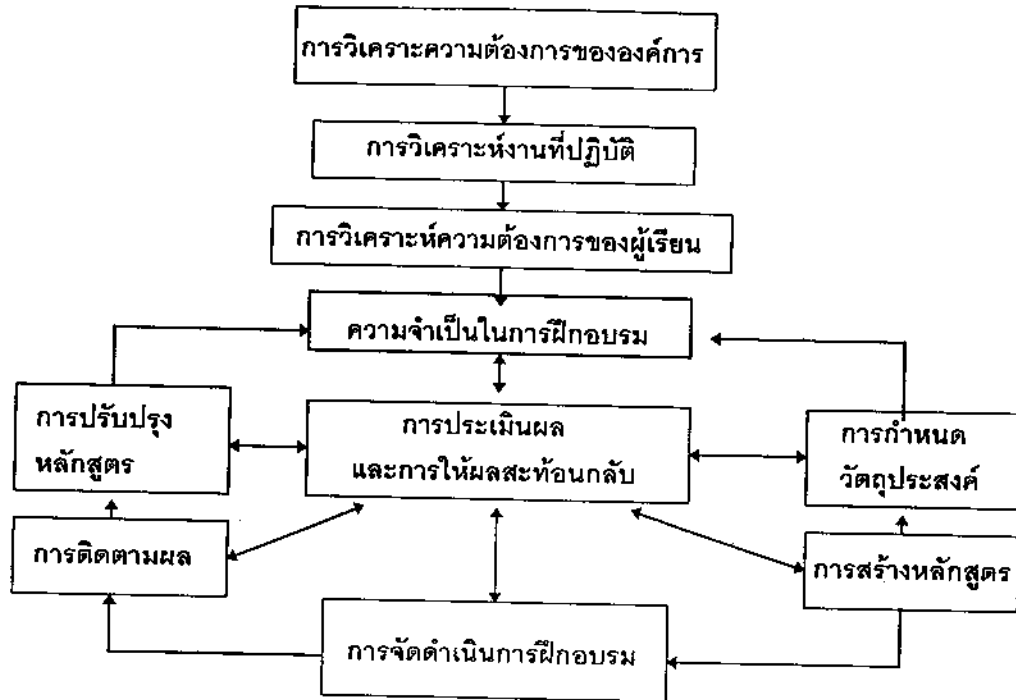 การวิเคราะความต้องการขององค์การ
การวิเคราะห์งานที่ปฏิบัติ
การวิเคราะห์ความต้องการของผู้เรียน
ความจำเป็นในการฝึกอบรม
การปรับปรุง
หลักสูตร
การประเมินผล
และการให้ผลสะท้อนกลับ
การกำหนด
วัตถุประสงค์
การติดตามผล
การสร้างหลักสูตร
การจัดดำเนินการฝึกอบรม